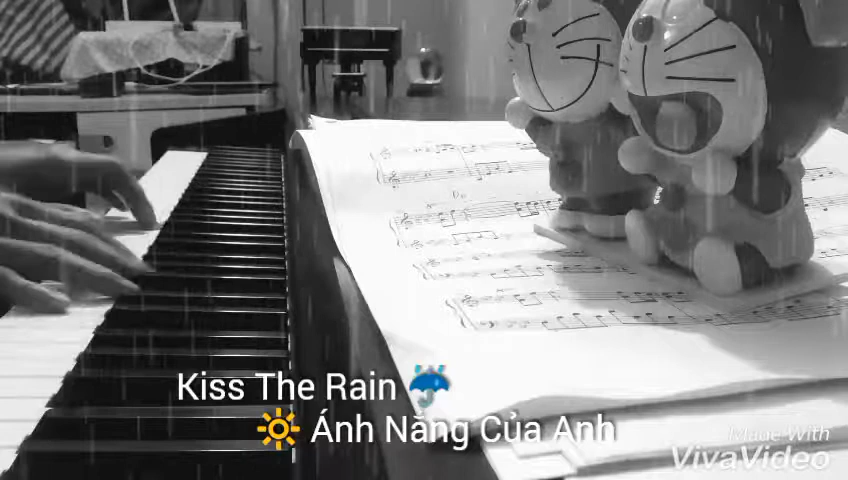 Kiss The Rain ☔
🔆 Ánh Nắng Của Anh
Made With
VivaVideo